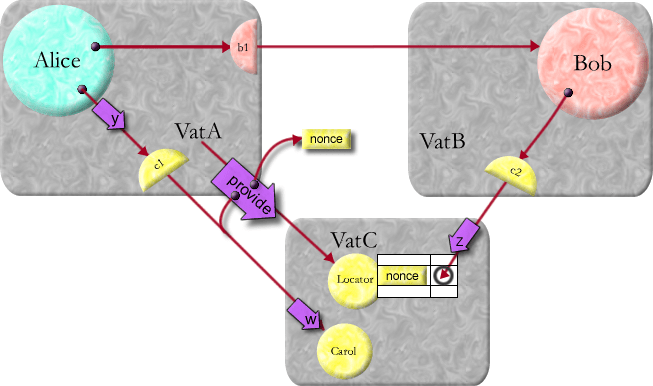 Alice
b1
Bob
y
VatA
nonce
VatB
c1
c2
provide
VatC
z
Locator
nonce
w
Carol